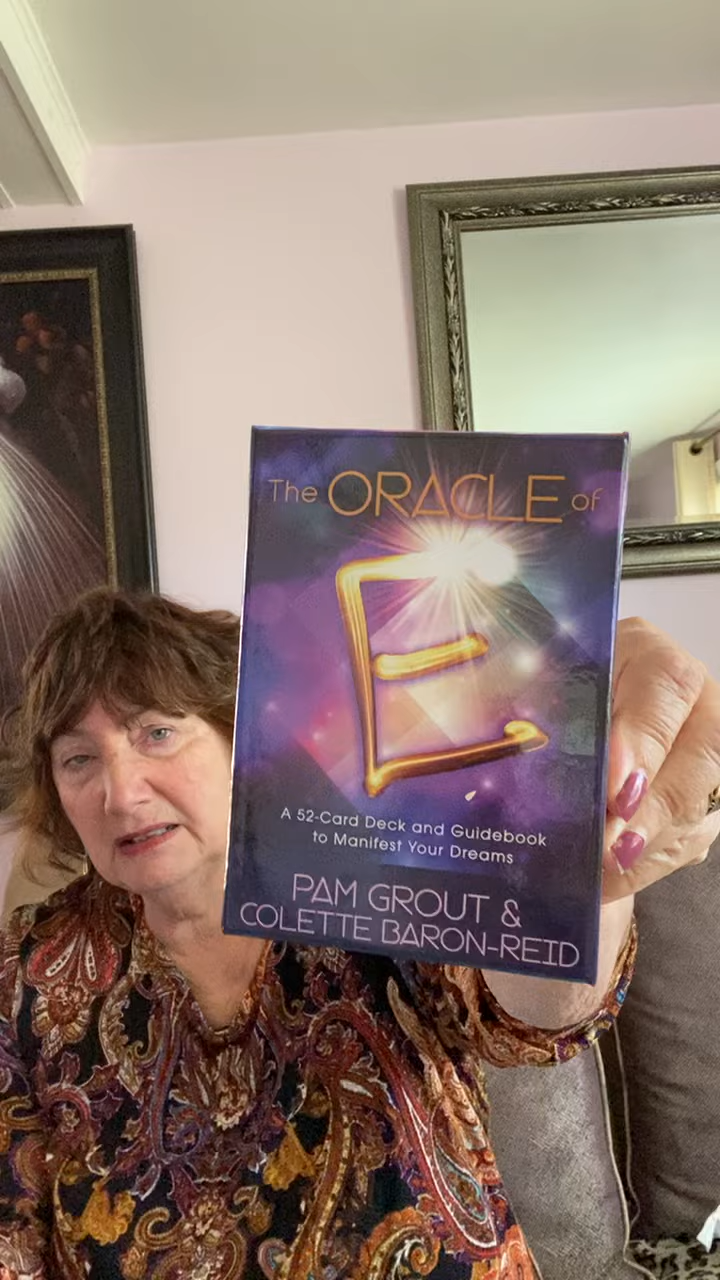 The ORACLE of
E
A 52-Card Deck and Guidebook
to Manifest Your Dreams
PAM GROUT &
COLETTE BARON-REID